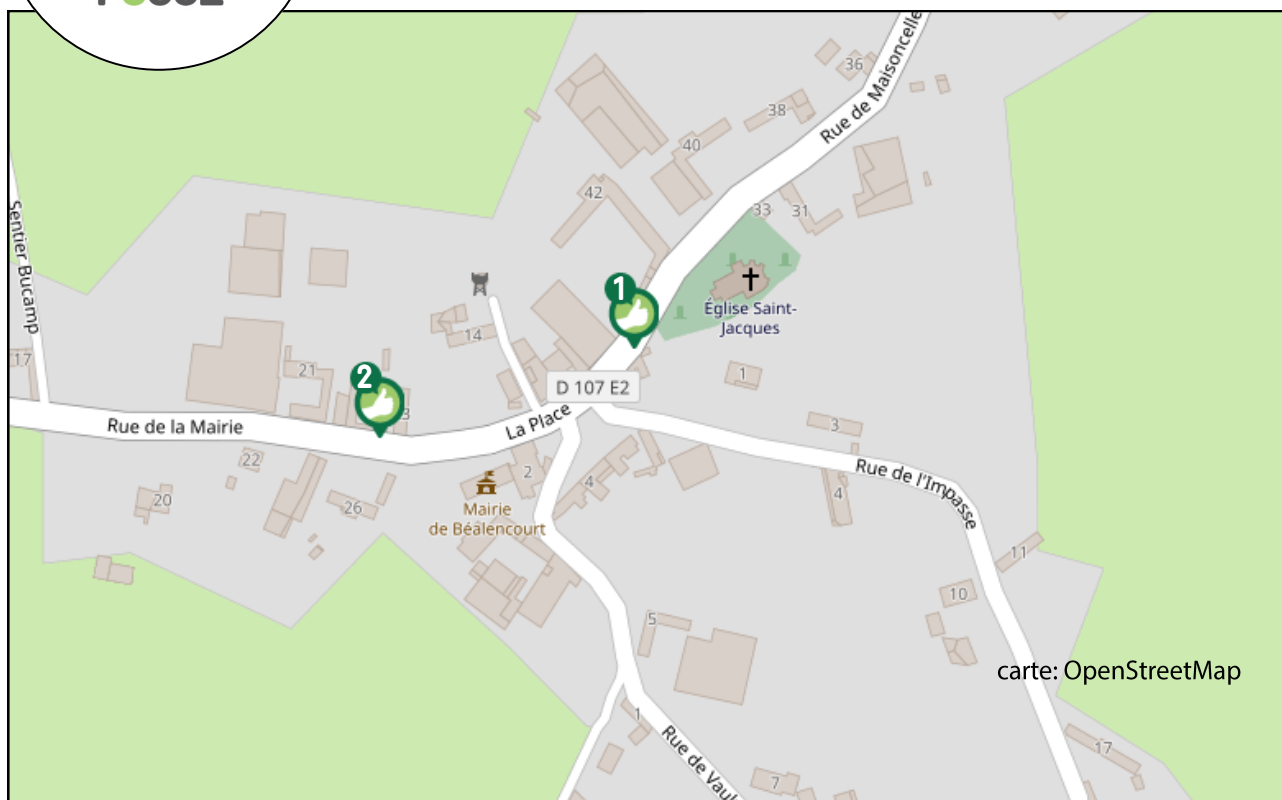 36
Rue de Maisoncelle
38
40
42
33
31
Sentier Bucamp
1
Église Saint-
Jacques
14
17
21
2
1
D 107 E2
3
La Place
3
Rue de la Mairie
22
2
4
Rue de l'Impasse
4
20
26
Mairie
de Béalencourt
11
10
5
carte: OpenStreetMap
1
Rue de Vaul
17
7